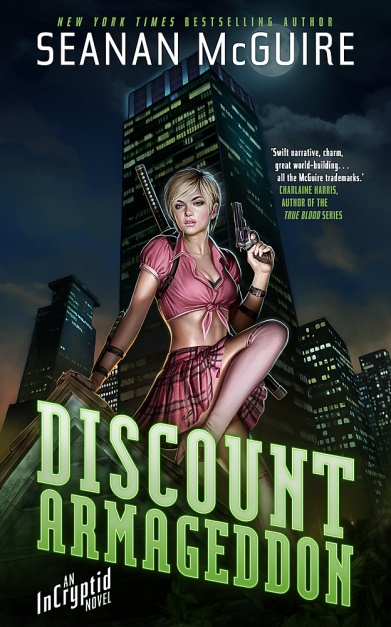 NEW YORK TIMES BESTSELLING AUTHOR
SEANAN McGUIRE
'Swift narrative, charm,
great world-building...
all the McGuire trademarks.'
CHARLAINE HARRIS,
AUTHOR OF THE
TRUE BLOOD SERIES
DISCOUNT
ARMAGEDDON
AN
InCryptid
NOVEL